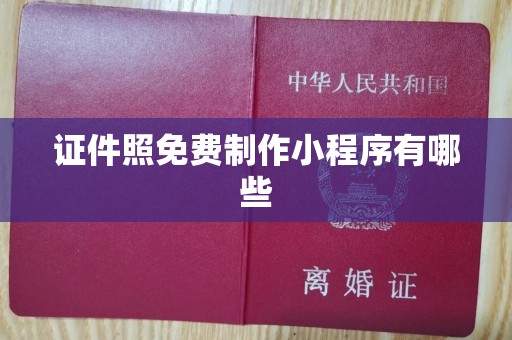 中华人民共和国
证件照免费制作小程序有哪
些
离婚证